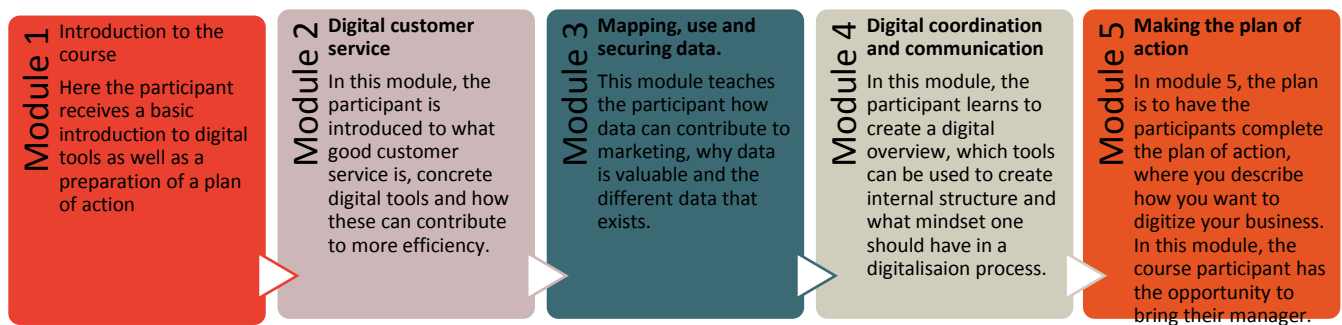 Module 1
Introduction to the
course
Here the participant
receives a basic
introduction to digital
tools as well as a
preparation of a plan
of action
Module 2
Digital customer
service
In this module, the
participant is
introduced to what
good customer
service is, concrete
digital tools and how
these can contribute
to more efficiency.
Module 3
Mapping, use and
securing data.
This module teaches
the participant how
data can contribute to
marketing, why data
is valuable and the
different data that
exists.
Module 4
Digital coordination
and communication
In this module, the
participant learns to
create a digital
overview, which tools
can be used to create
internal structure and
what mindset one
should have in a
digitalisaion process.
Module 5
Making the plan of
action
In module 5, the plan
is to have the
participants complete
the plan of action,
where you describe
how you want to
digitize your business.
In this module, the
course participant has
the opportunity to
bring their manager.